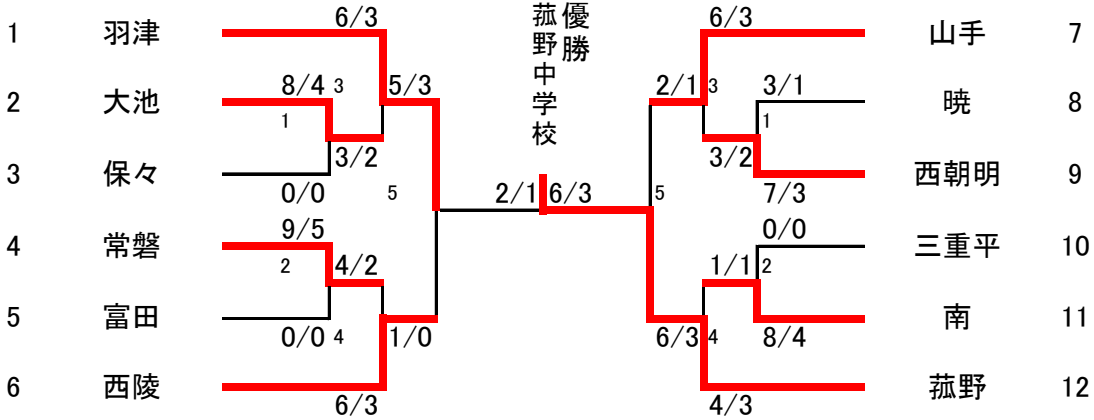 優勝
菰野中学校
1 羽津 6/3
2 大池 8/4 3 5/3
1
3 保々 0/0 3/2
5
2/1 6/3
4 常磐 9/5
2 4/2
5 富田 0/0 4 1/0
6 西陵 6/3
6/3 山手 7
2/1 3 3/1 暁 8
1
3/2 西朝明 9
5 7/3
0/0 三重平 10
1/1 2
南 11
6/3 4 8/4
菰野 12
4/3